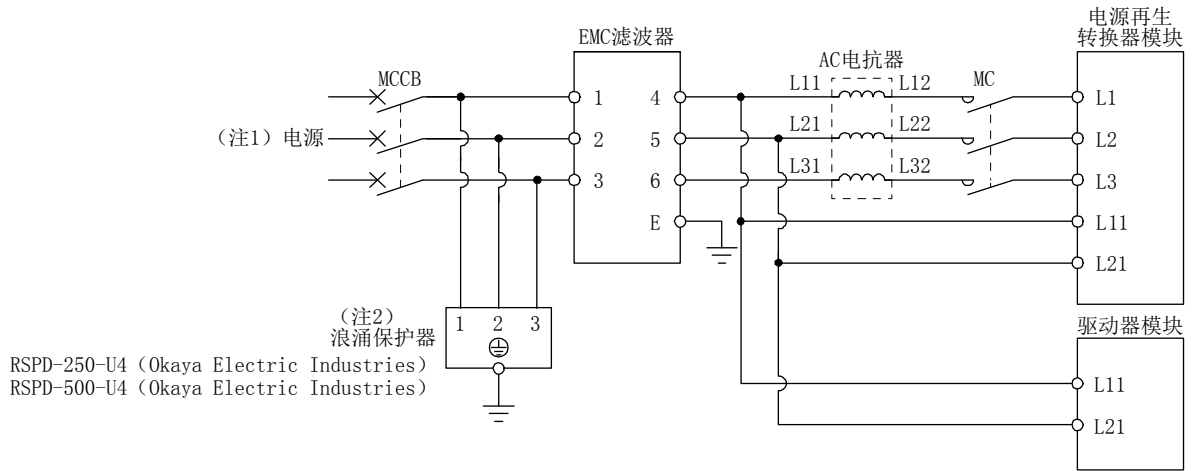 电源再生
转换器模块
EMC滤波器
AC电抗器
MCCB
L11 L12
MC
1 4
L1
（注1）电源
2 5
L21 L22
L2
3 6
L31 L32
L3
E
L11
L21
（注2）
浪涌保护器
1 2 3
RSPD-250-U4（Okaya Electric Industries）
RSPD-500-U4（Okaya Electric Industries）
驱动器模块
L11
L21